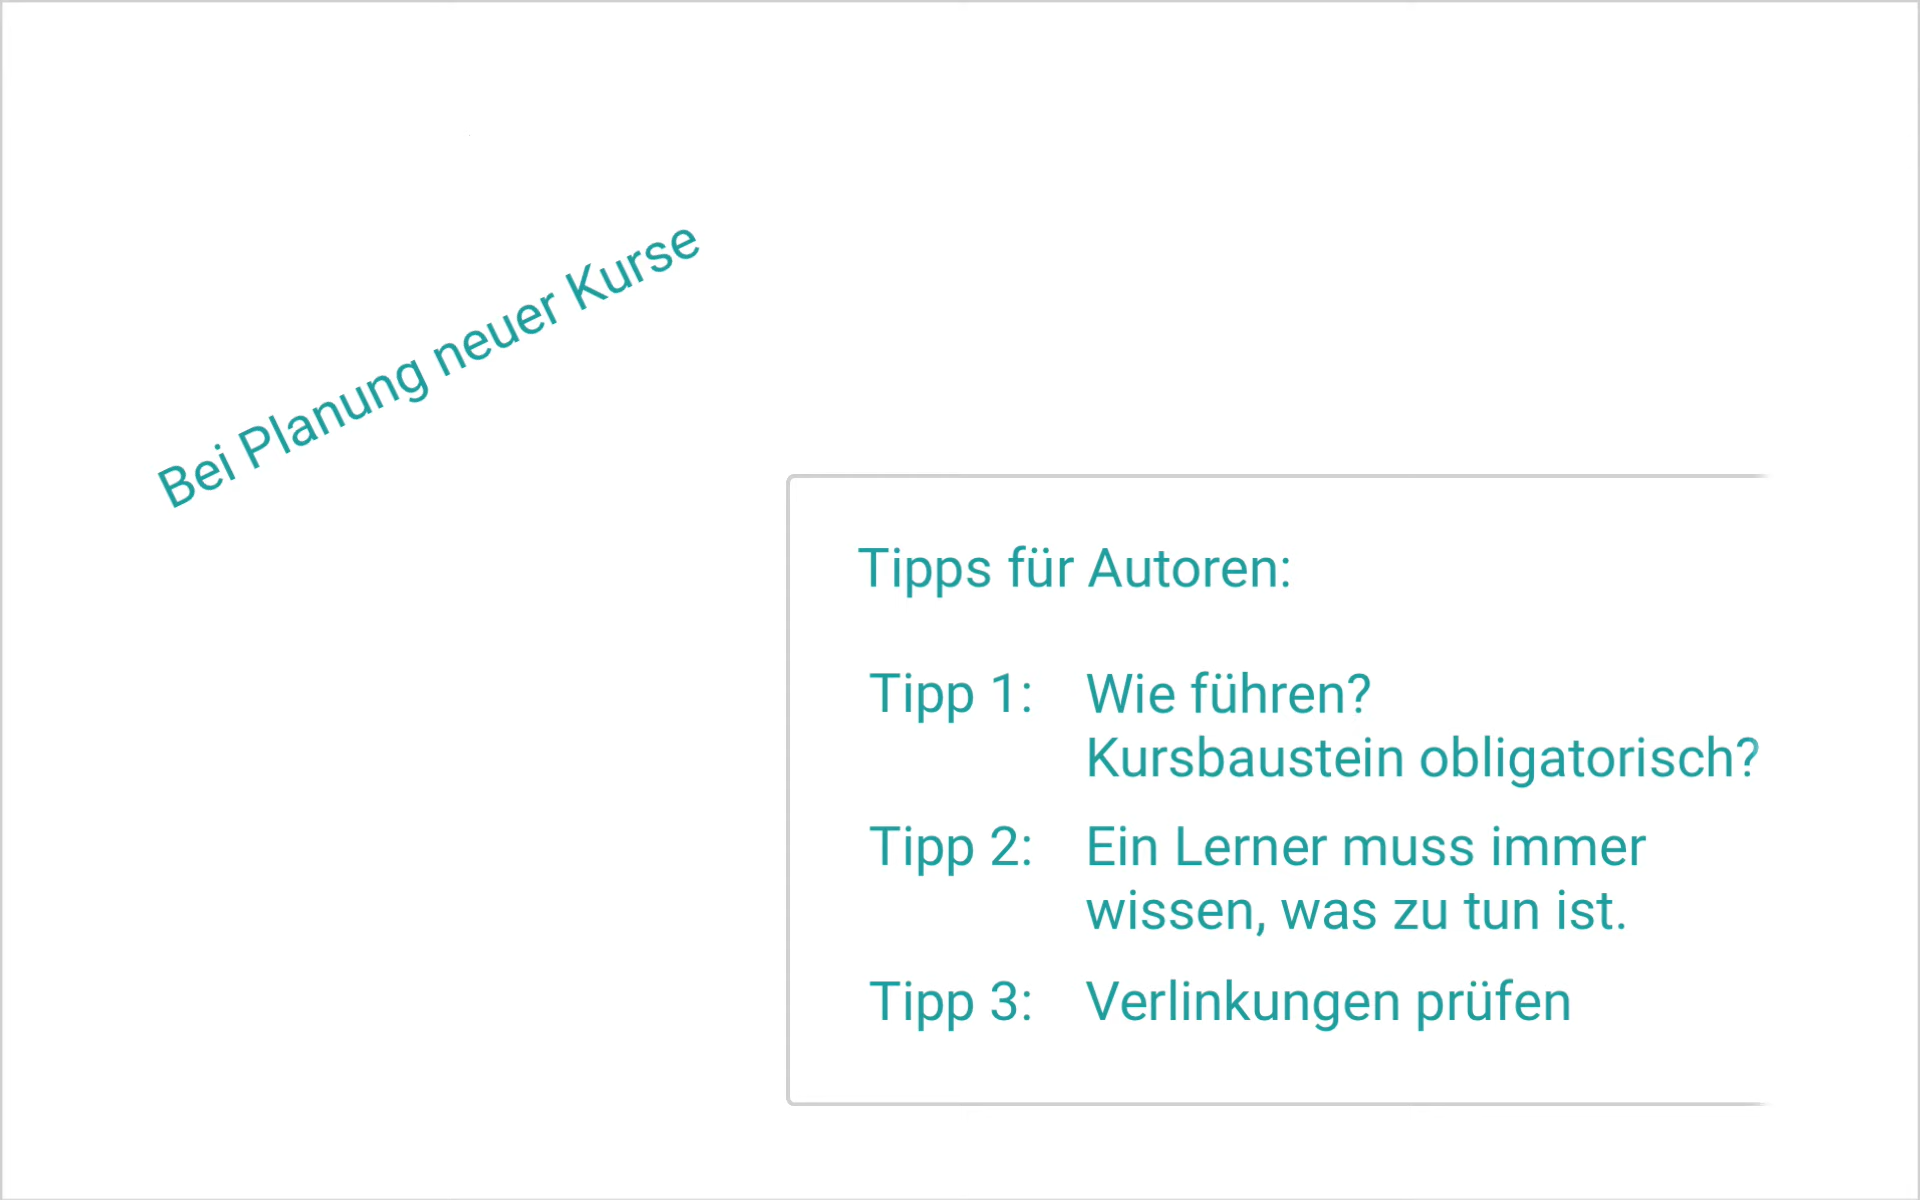 Bei Planung neuer Kurse
Tipps für Autoren:
Tipp 1: Wie führen?
Kursbaustein obligatorisch?
Tipp 2: Ein Lerner muss immer
wissen, was zu tun ist.
Tipp 3: Verlinkungen prüfen